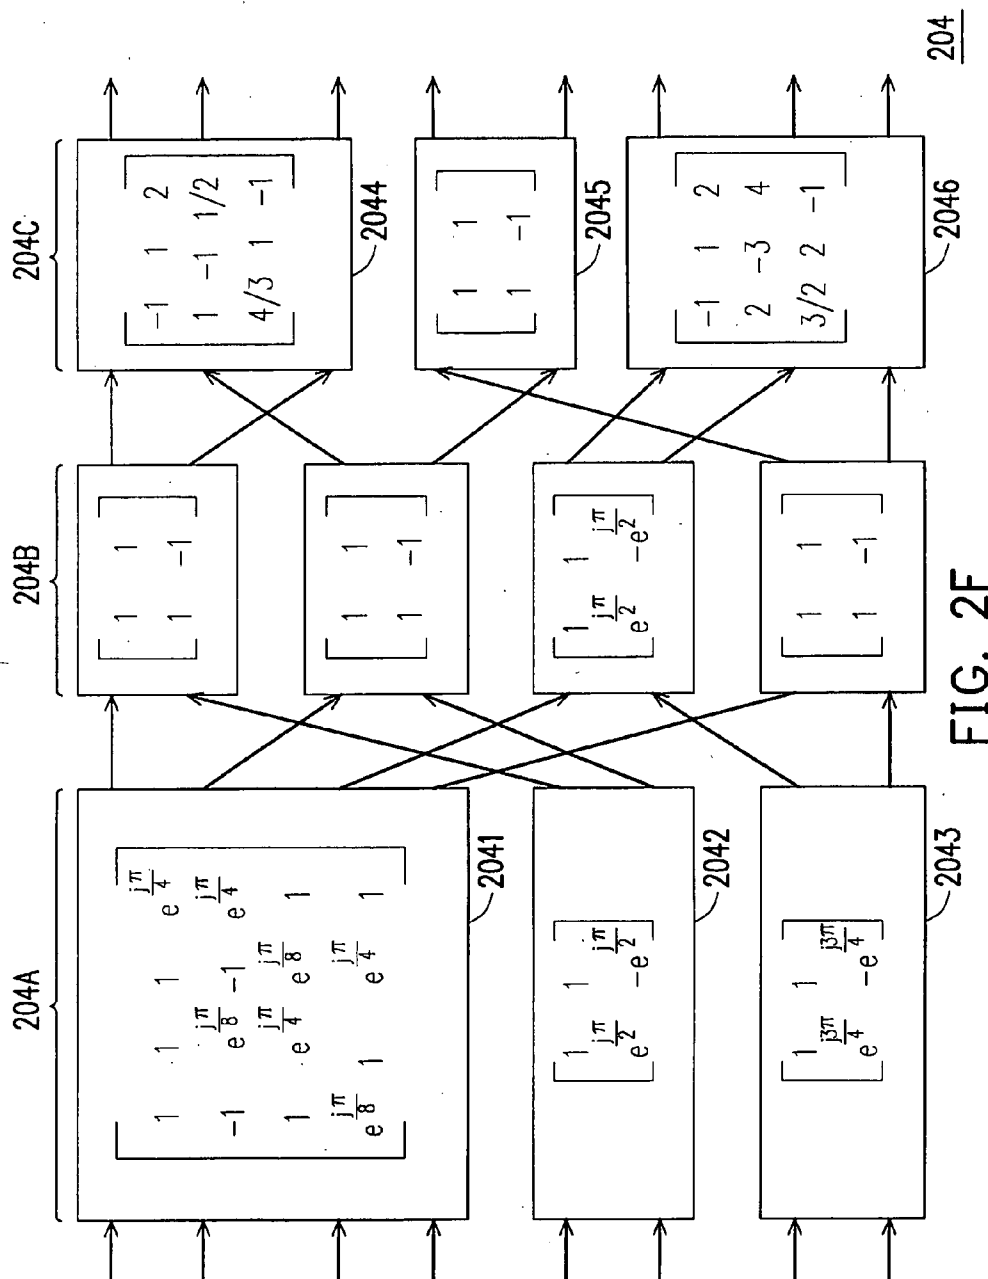 204A
204B
204C
1 1 1 e^{jπ/4}
-1 e^{jπ/8} -1 e^{jπ/4}
1 e^{jπ/4} e^{jπ/8} 1
e^{jπ/8} 1 e^{jπ/4} 1
2041
1 1
e^{jπ/2} -e^{jπ/2}
2042
1 1
e^{j3π/4} -e^{j3π/4}
2043
1 1
1 -1
1 1
1 -1
1 1
e^{jπ/2} -e^{jπ/2}
1 1
1 -1
-1 1 2
1 -1 1/2
4/3 1 -1
2044
1 1
1 -1
2045
-1 1 2
2 -3 4
3/2 2 -1
2046
204
FIG. 2F